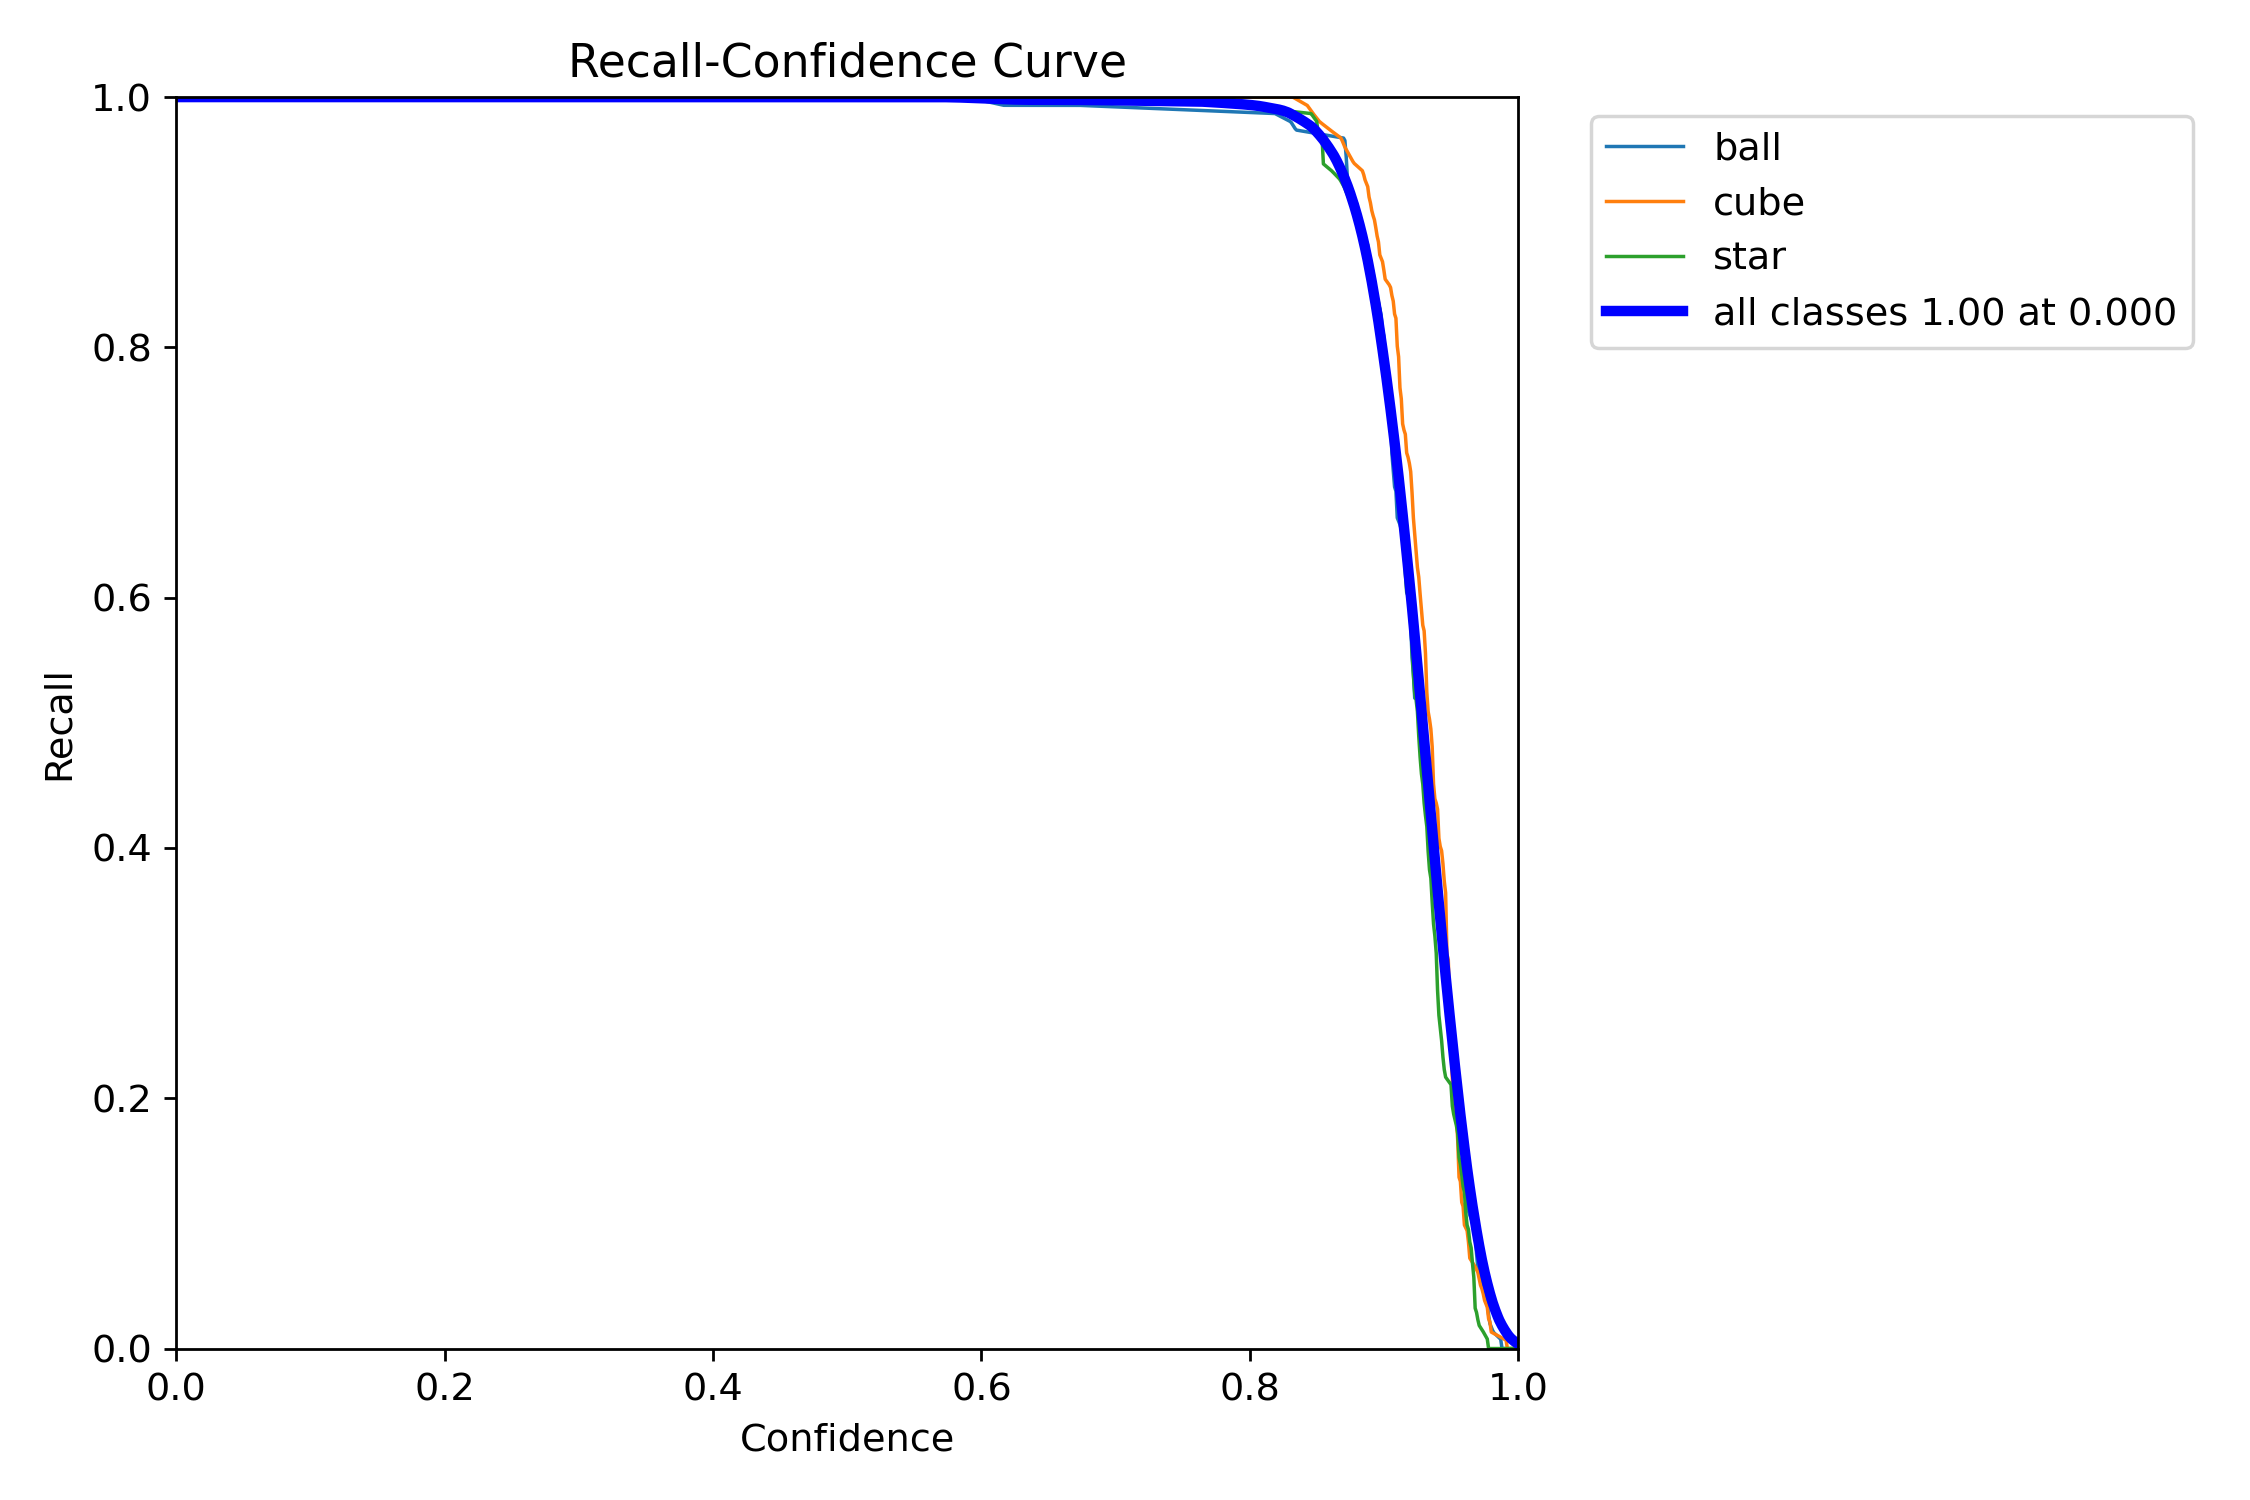 Recall-Confidence Curve
1.0
0.8
0.6
0.4
0.2
0.0
Recall
0.0 0.2 0.4 0.6 0.8 1.0
Confidence
ball
cube
star
all classes 1.00 at 0.000